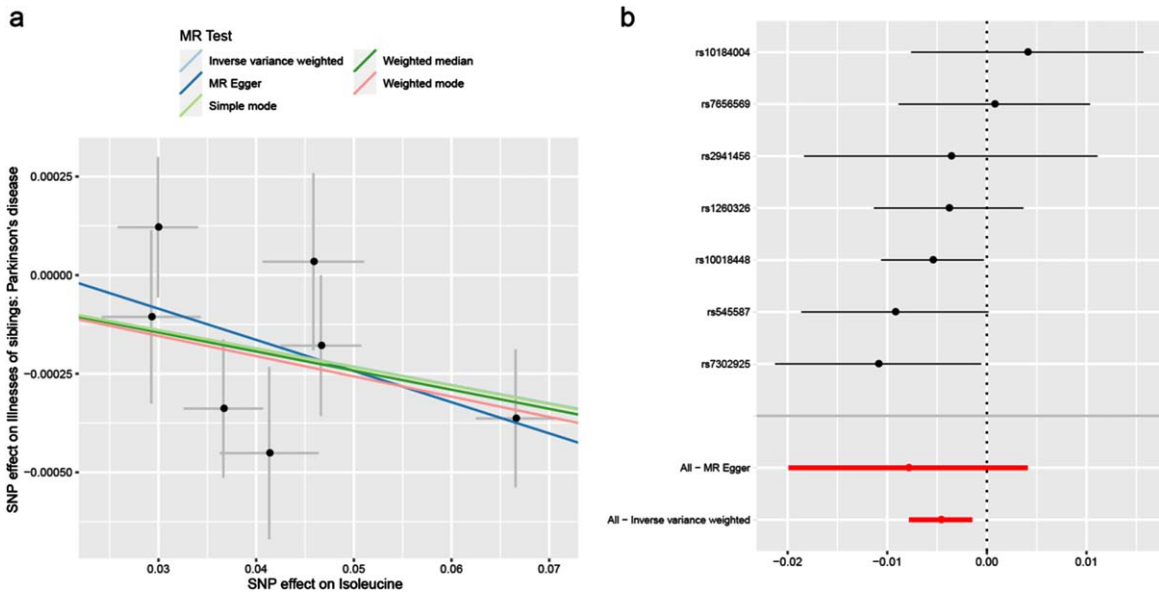 a
MR Test
Inverse variance weighted
Weighted median
MR Egger
Weighted mode
Simple mode
SNP effect on Illnesses of siblings: Parkinson's disease
0.00025
0.00000
−0.00025
−0.00050
0.03
0.04
0.05
0.06
0.07
SNP effect on Isoleucine
b
rs10184004
rs7656569
rs2941456
rs1260326
rs10018448
rs545587
rs7302925
All − MR Egger
All − Inverse variance weighted
−0.02
−0.01
0.00
0.01